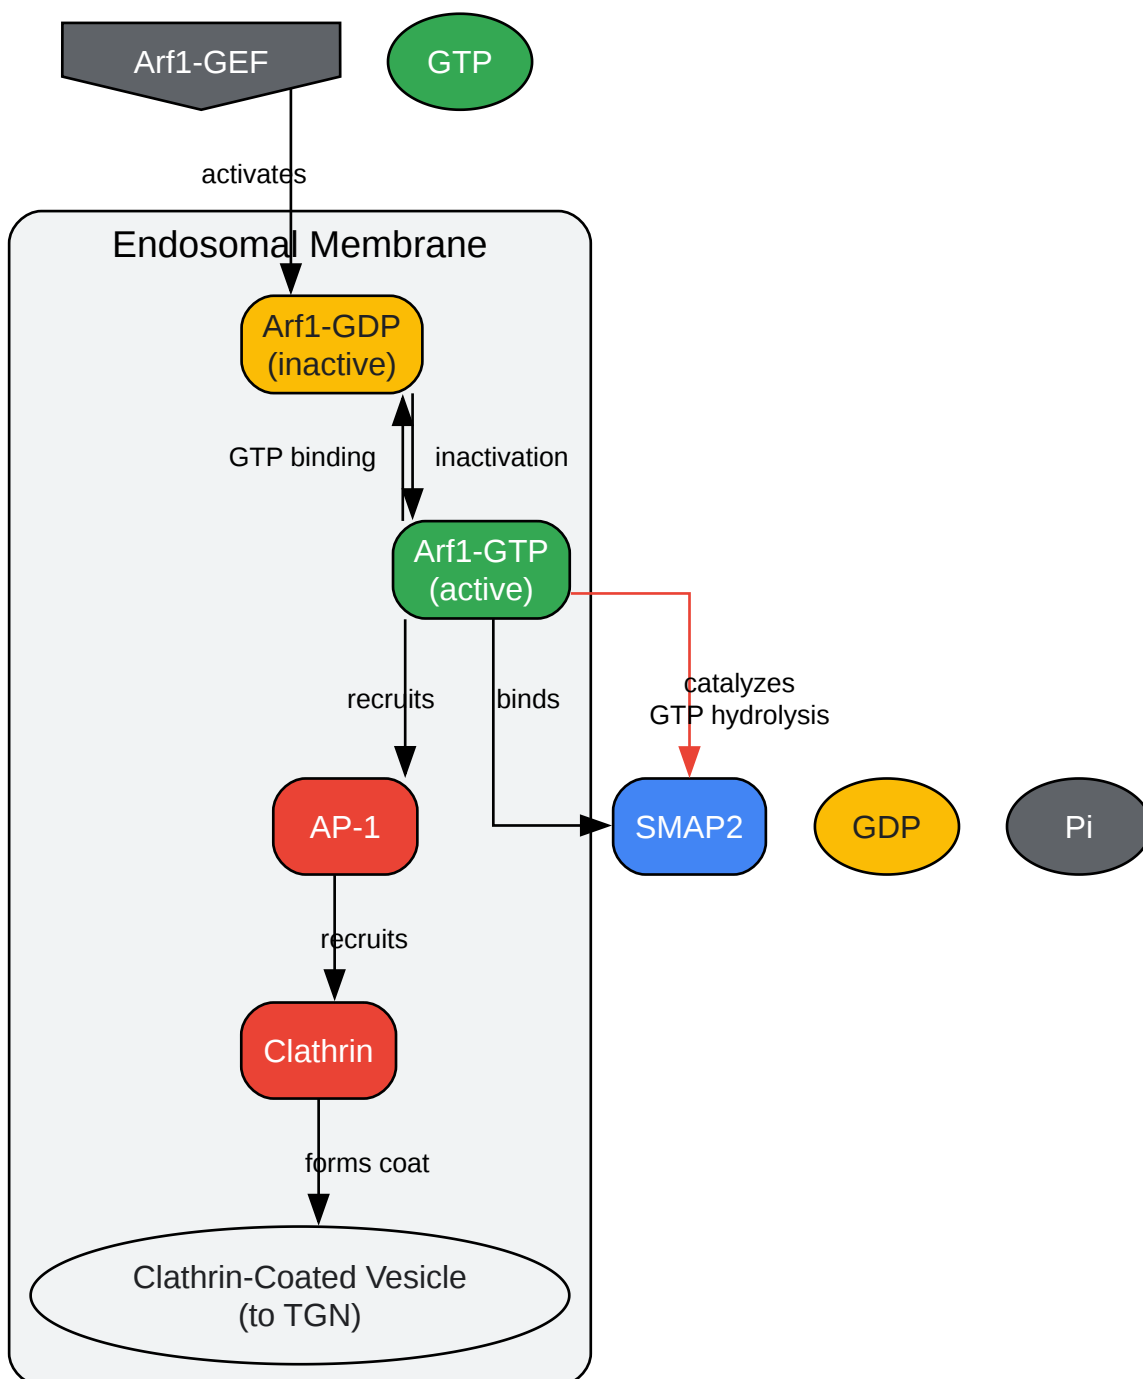 Arf1-GEF
GTP
activates
Endosomal Membrane
Arf1-GDP
(inactive)
GTP binding
inactivation
Arf1-GTP
(active)
recruits
binds
catalyzes
GTP hydrolysis
AP-1
SMAP2
GDP
Pi
recruits
Clathrin
forms coat
Clathrin-Coated Vesicle
(to TGN)